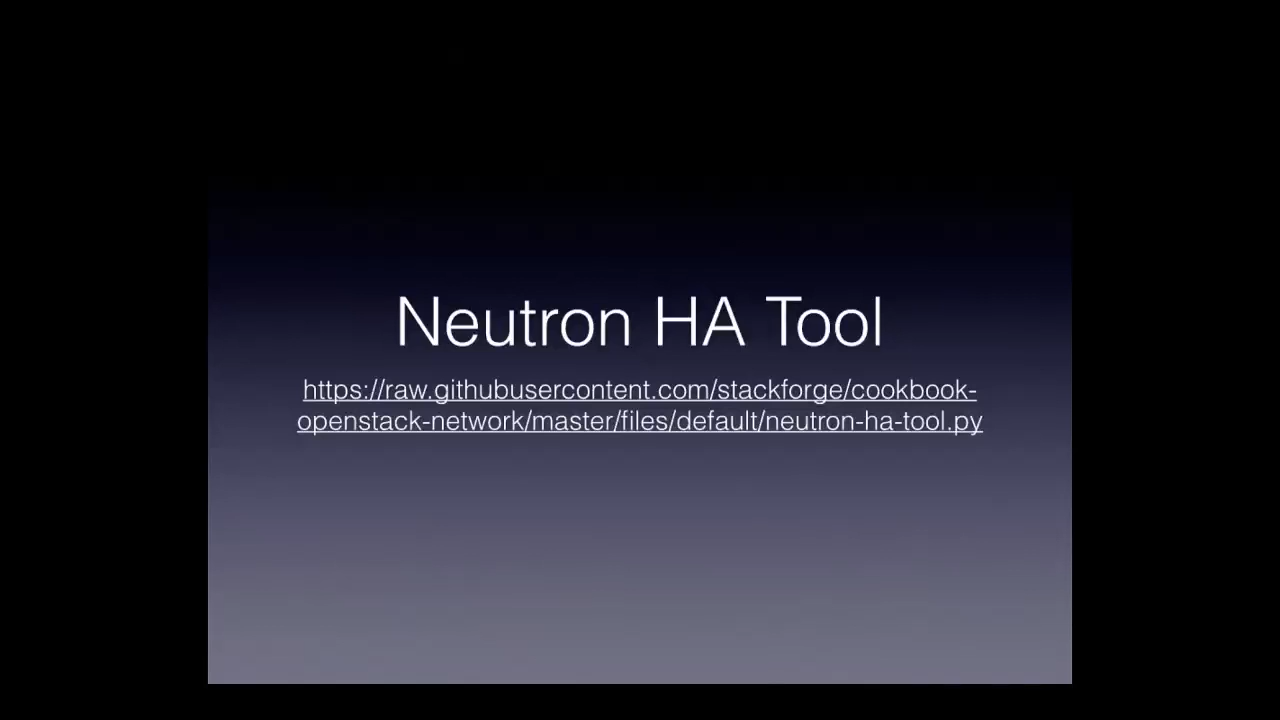 Neutron HA Tool
https://raw.githubusercontent.com/stackforge/cookbook-
openstack-network/master/files/default/neutron-ha-tool.py